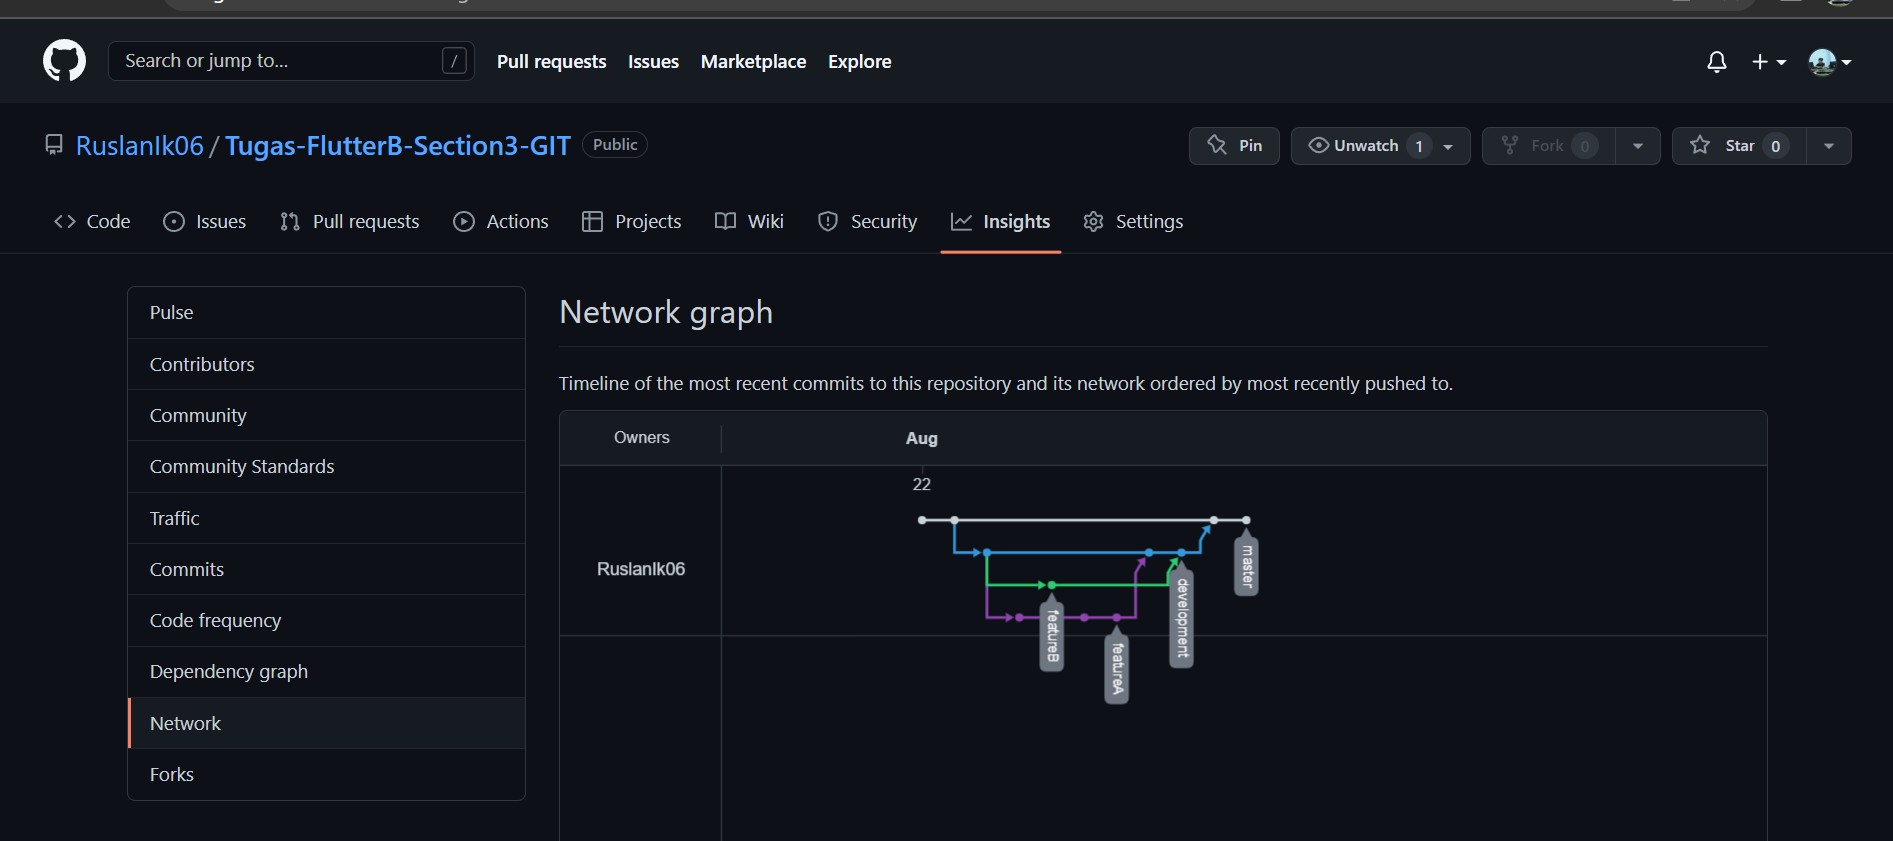 Search or jump to... /
Pull requests Issues Marketplace Explore
RuslanIk06 / Tugas-FlutterB-Section3-GIT Public
Pin Unwatch 1 Fork 0 Star 0
Code Issues Pull requests Actions Projects Wiki Security Insights Settings
Pulse
Contributors
Community
Community Standards
Traffic
Commits
Code frequency
Dependency graph
Network
Forks
Network graph
Timeline of the most recent commits to this repository and its network ordered by most recently pushed to.
Owners Aug
22
RuslanIk06
master
development
featureB
featureA